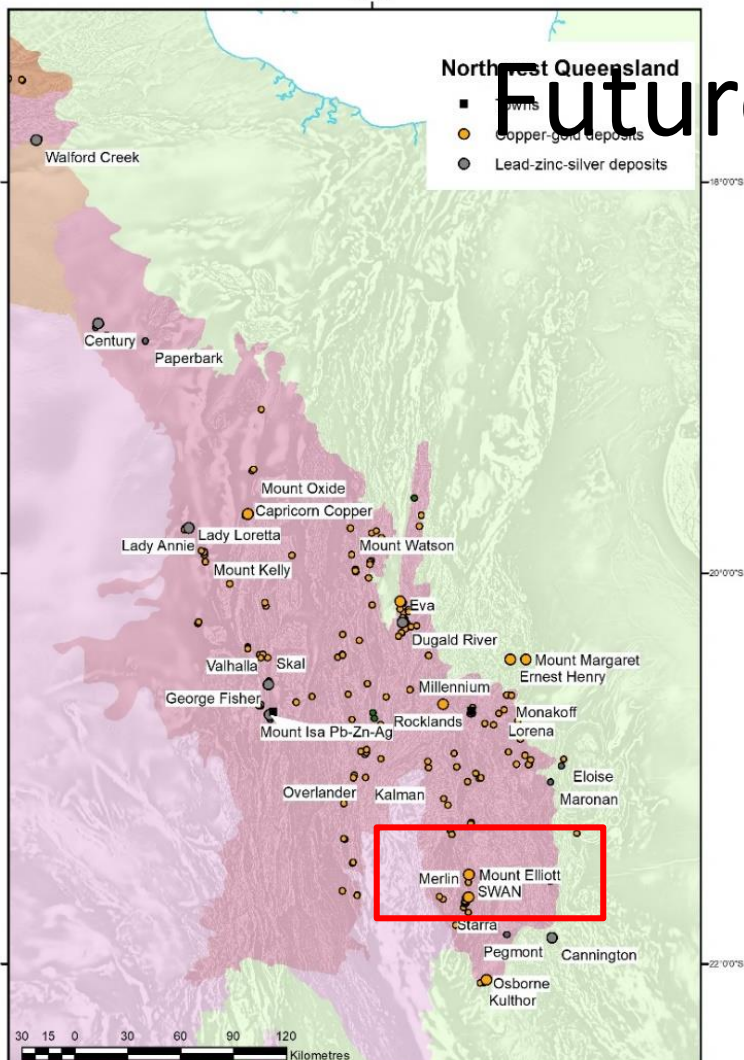 Northwest Queensland
Future
Towns
Copper-gold deposits
Lead-zinc-silver deposits
Walford Creek
18°0'0"S
Century
Paperbark
Mount Oxide
Capricorn Copper
Lady Loretta
Lady Annie
Mount Watson
Mount Kelly
20°0'0"S
Eva
Dugald River
Valhalla
Skal
Mount Margaret
Ernest Henry
George Fisher
Millennium
Rocklands
Monakoff
Mount Isa Pb-Zn-Ag
Lorena
Eloise
Overlander
Kalman
Maronan
Merlin
Mount Elliott
SWAN
Starra
Pegmont
Cannington
22°0'0"S
Osborne
Kulthor
30 15 0 30 60 90 120
Kilometres